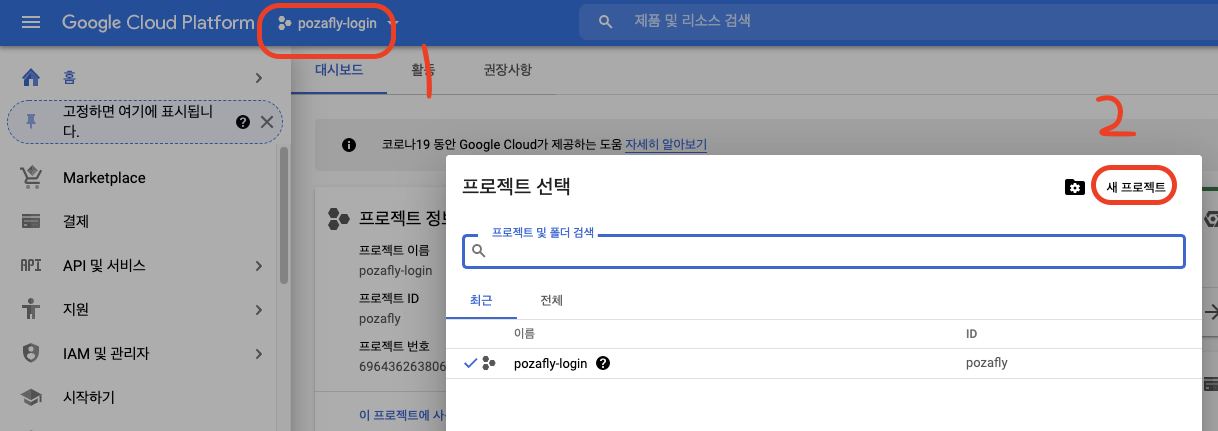 Google Cloud Platform
pozafly-login
제품 및 리소스 검색
1
홈
고정하면 여기에 표시됩니다.
Marketplace
결제
API API 및 서비스
지원
IAM 및 관리자
시작하기
대시보드 활동 권장사항
코로나19 동안 Google Cloud가 제공하는 도움 자세히 알아보기
2
프로젝트 정보
프로젝트 이름
pozafly-login
프로젝트 ID
pozafly
프로젝트 번호
696436263806
이 프로젝트에 사
프로젝트 선택
새 프로젝트
프로젝트 및 폴더 검색
최근 전체
이름 ID
pozafly-login pozafly